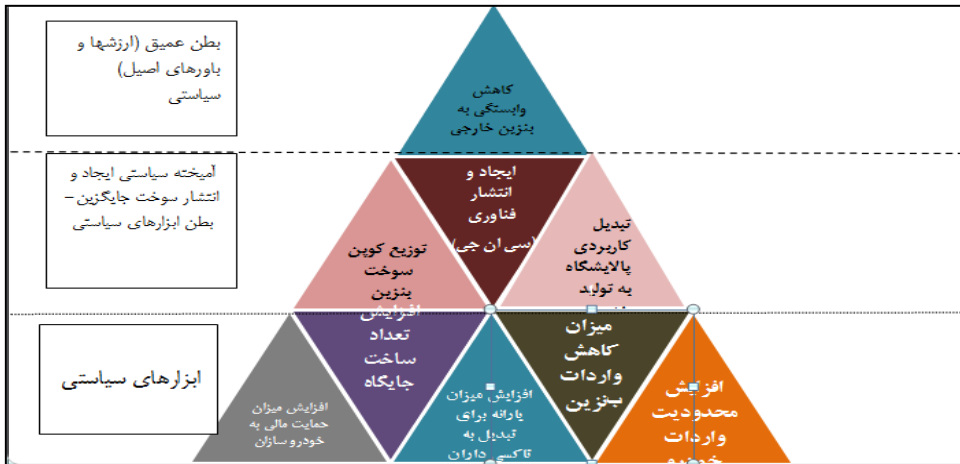 بطن عمیق (ارزشها و
باورهای اصیل)
سیاستی
کاهش
وابستگی به
بنزین خارجی
آمیخته سیاستی ایجاد و
انتشار سوخت جایگزین –
بطن ابزارهای سیاستی
ایجاد و
انتشار
فناوری
(سی ان جی)
تبدیل
کاربردی
پالایشگاه
به تولید
توزیع کوپن
سوخت
بنزین
ابزارهای سیاستی
افزایش
تعداد
ساخت
جایگاه
میزان
کاهش
واردات
بنزین
افزایش میزان
حمایت مالی به
خودرو سازان
افزایش میزان
یارانه برای
تبدیل به
تاکسی داران
افزایش
محدودیت
واردات
خودرو